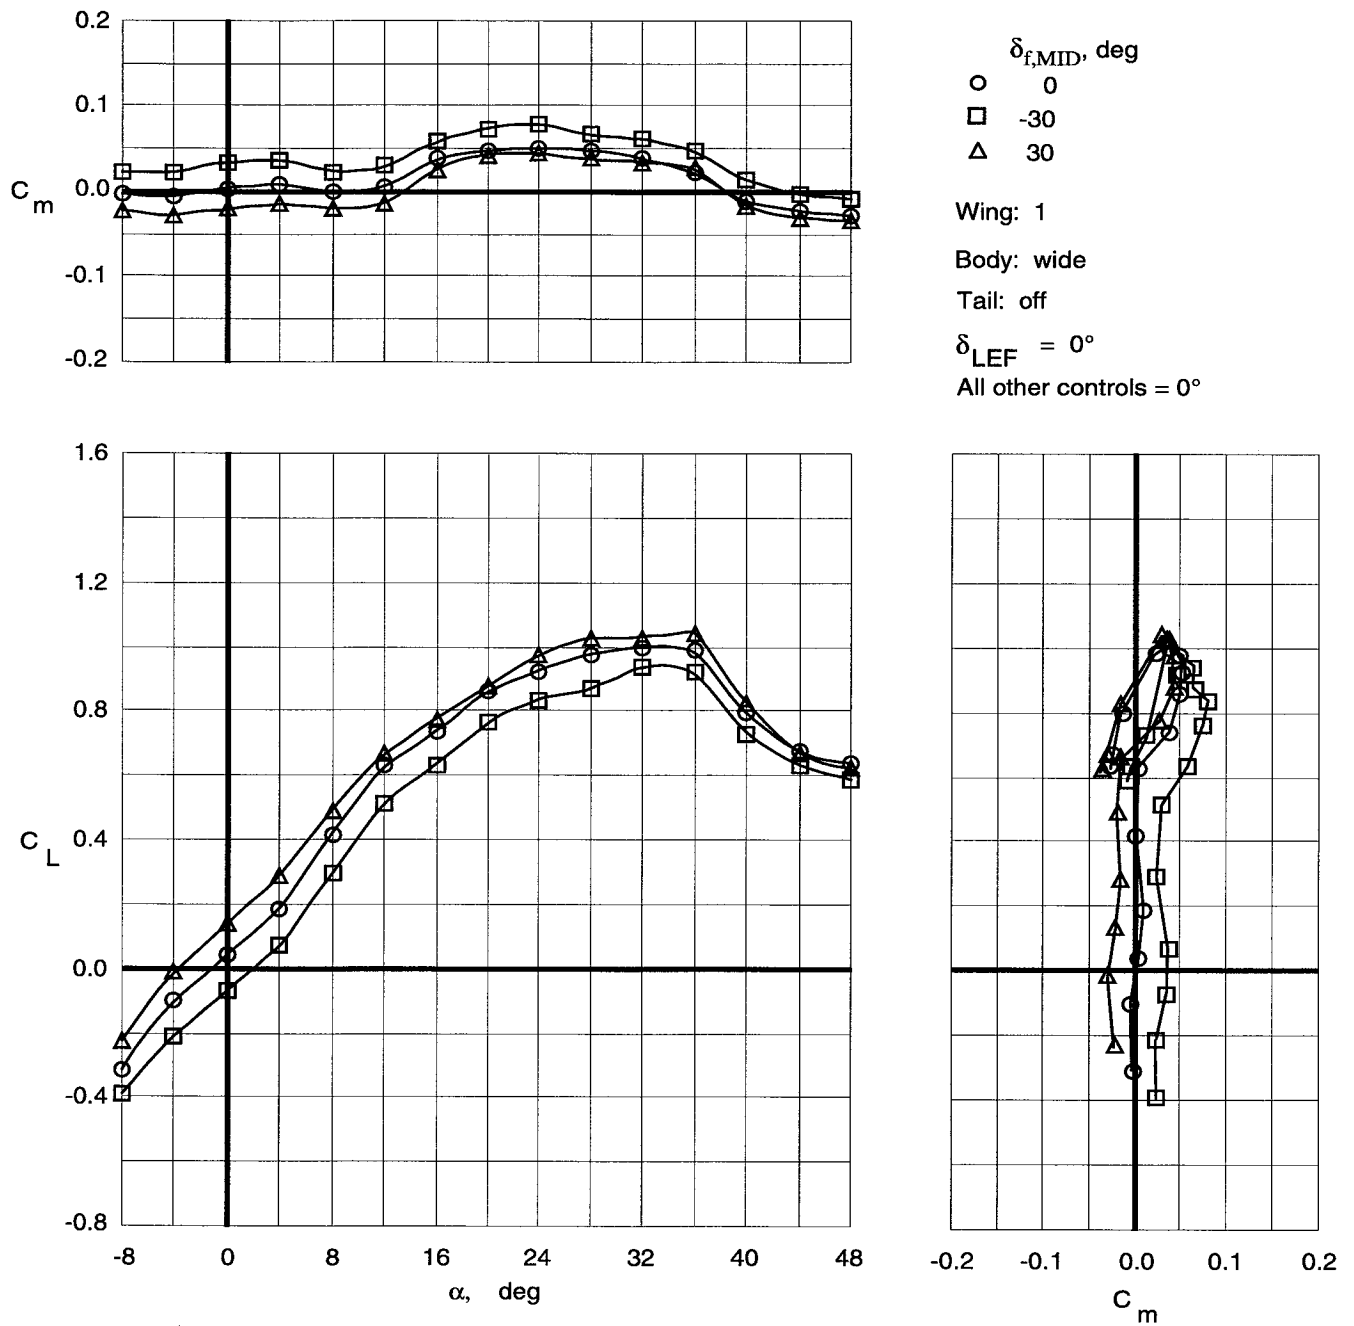 0.2
0.1
0.0
-0.1
-0.2
C m
δf,MID, deg
0
-30
30
Wing: 1
Body: wide
Tail: off
δLEF = 0°
All other controls = 0°
1.6
1.2
0.8
0.4
0.0
-0.4
-0.8
C L
-8 0 8 16 24 32 40 48
α, deg
-0.2 -0.1 0.0 0.1 0.2
C m